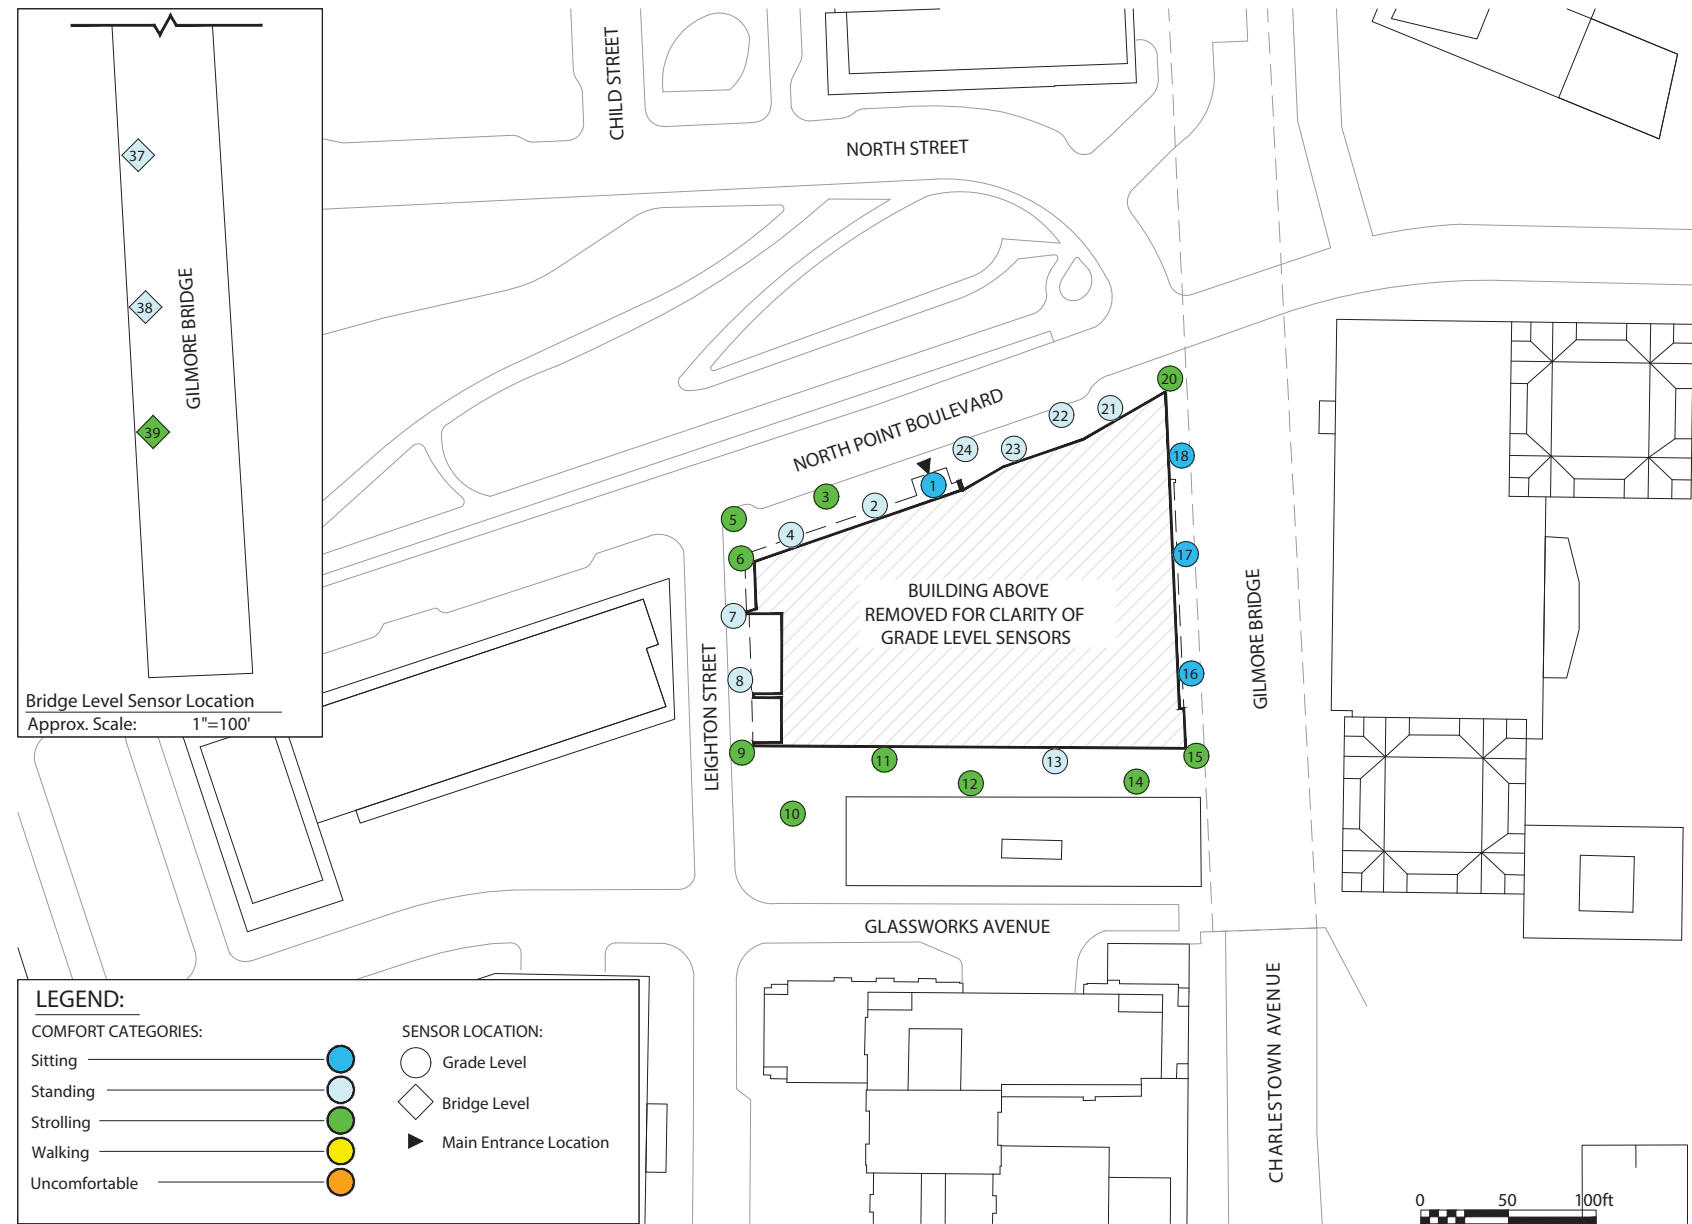 CHILD STREET
NORTH STREET
37
38
GILMORE BRIDGE
39
Bridge Level Sensor Location
Approx. Scale: 1"=100'
NORTH POINT BOULEVARD
20
21
22
23
24
18
1
2
3
4
5
6
17
7
8
16
BUILDING ABOVE
REMOVED FOR CLARITY OF
GRADE LEVEL SENSORS
GILMORE BRIDGE
LEIGHTON STREET
9
11
12
13
14
15
10
GLASSWORKS AVENUE
CHARLESTOWN AVENUE
LEGEND:
COMFORT CATEGORIES:
Sitting
Standing
Strolling
Walking
Uncomfortable
SENSOR LOCATION:
Grade Level
Bridge Level
Main Entrance Location
0 50 100ft